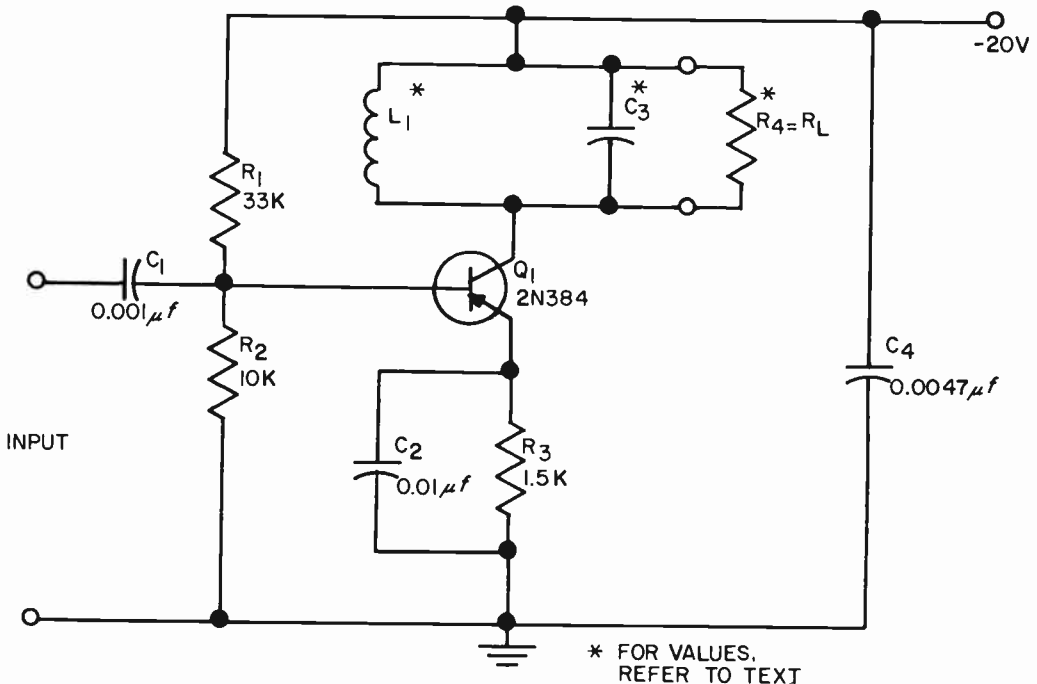 -20V
*
L1
*
C3
*
R4=RL
R1
33K
C1
0.001μf
Q1
2N384
R2
10K
C4
0.0047μf
INPUT
C2
0.01μf
R3
1.5K
* FOR VALUES,
REFER TO TEXT